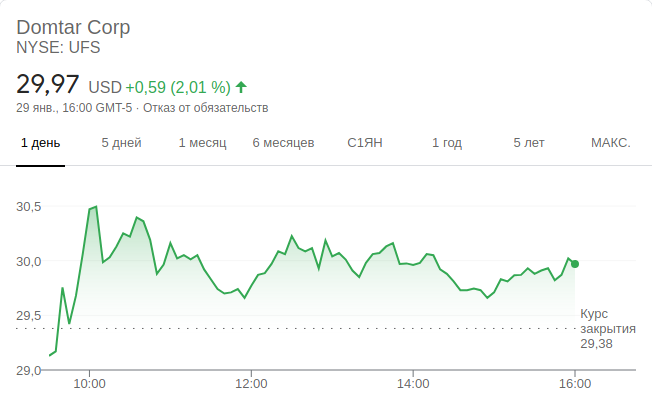 Domtar Corp
NYSE: UFS
29,97 USD +0,59 (2,01 %)
29 янв., 16:00 GMT-5 · Отказ от обязательств
1 день 5 дней 1 месяц 6 месяцев С1ЯН 1 год 5 лет МАКС.
30,5
30,0
29,5
29,0
Курс
закрытия
29,38
10:00 12:00 14:00 16:00